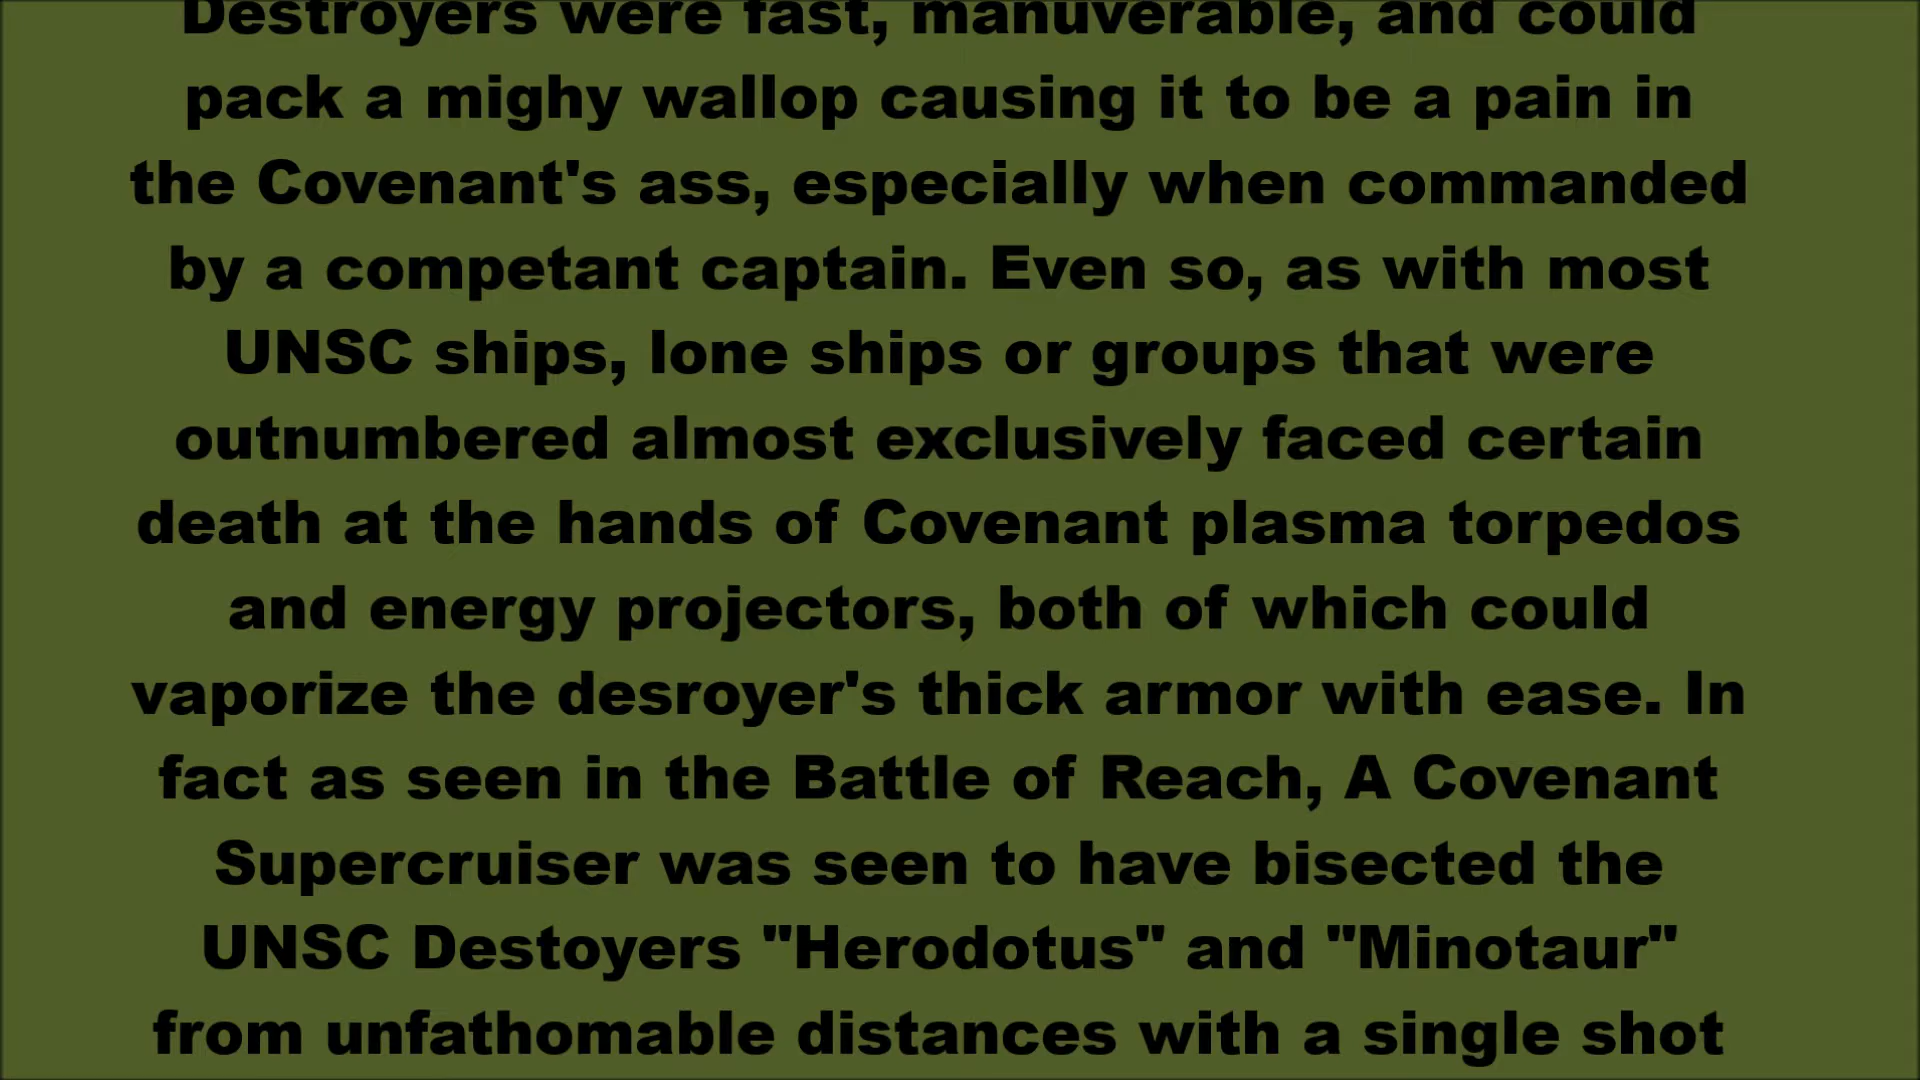 Destroyers were fast, manuverable, and could
pack a mighy wallop causing it to be a pain in
the Covenant's ass, especially when commanded
by a competant captain. Even so, as with most
UNSC ships, lone ships or groups that were
outnumbered almost exclusively faced certain
death at the hands of Covenant plasma torpedos
and energy projectors, both of which could
vaporize the desroyer's thick armor with ease. In
fact as seen in the Battle of Reach, A Covenant
Supercruiser was seen to have bisected the
UNSC Destoyers "Herodotus" and "Minotaur"
from unfathomable distances with a single shot